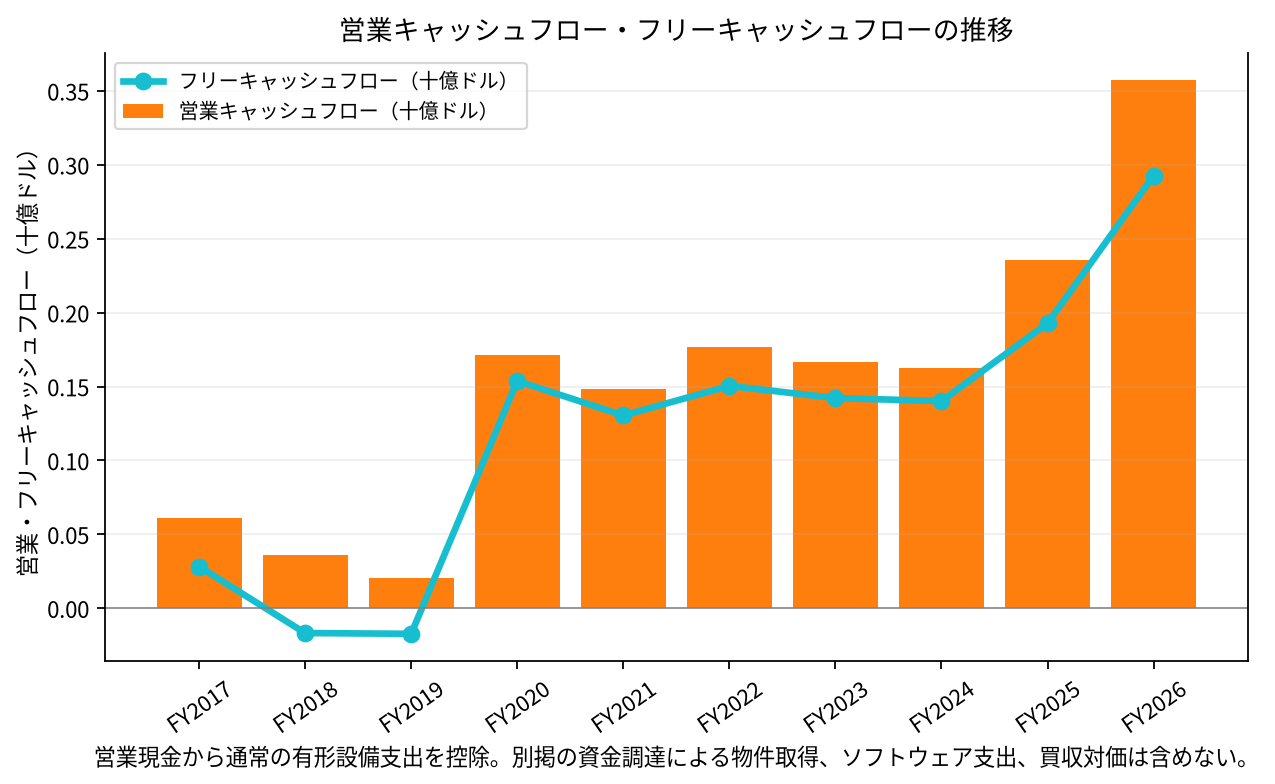 営業キャッシュフロー・フリーキャッシュフローの推移
フリーキャッシュフロー（十億ドル）
営業キャッシュフロー（十億ドル）
営業・フリーキャッシュフロー（十億ドル）
0.35
0.30
0.25
0.20
0.15
0.10
0.05
0.00
FY2017
FY2018
FY2019
FY2020
FY2021
FY2022
FY2023
FY2024
FY2025
FY2026
営業現金から通常の有形設備支出を控除。別掲の資金調達による物件取得、ソフトウェア支出、買収対価は含めない。